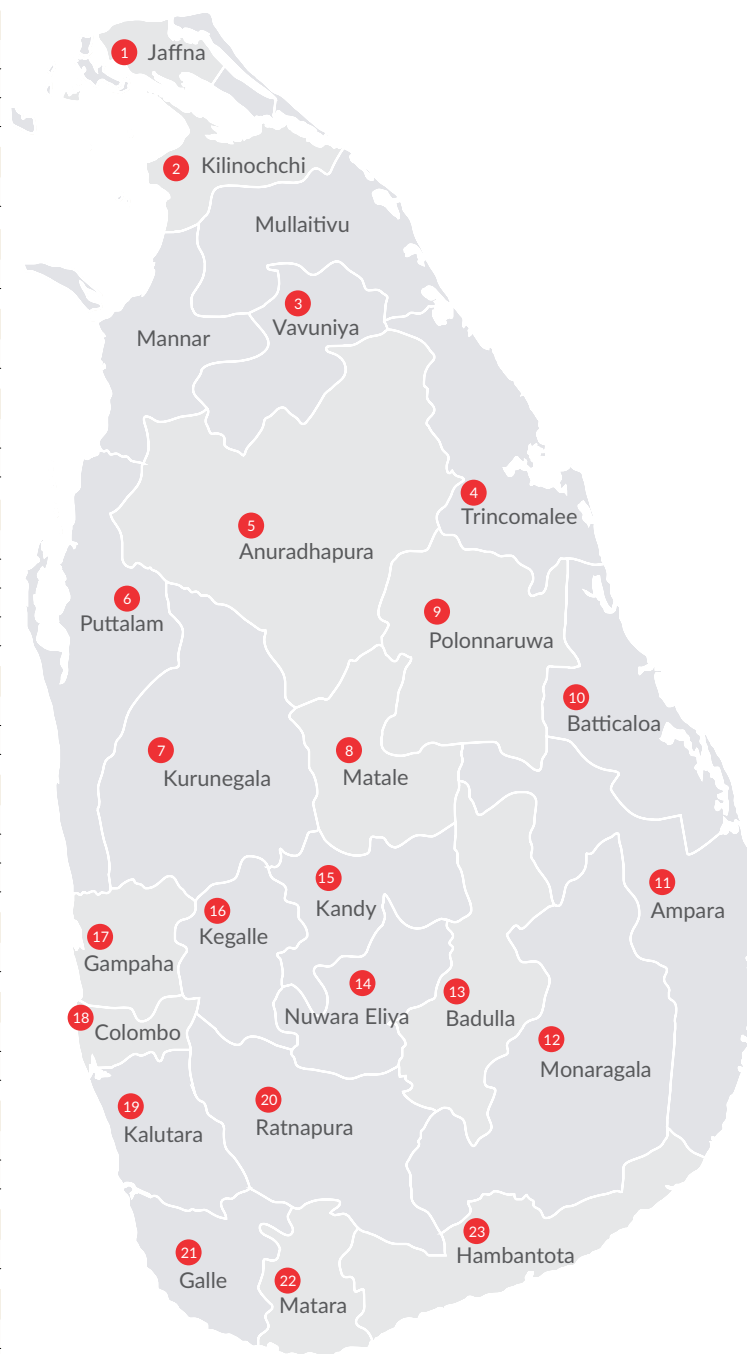 1 Jaffna
2 Kilinochchi
Mullaitivu
3
Vavuniya
Mannar
4
Trincomalee
5
Anuradhapura
6
Puttalam
9
Polonnaruwa
10
Batticaloa
7
Kurunegala
8
Matale
15
Kandy
11
Ampara
16
Kegalle
17
Gampaha
14
Nuwara Eliya
13
Badulla
18
Colombo
12
Monaragala
19
Kalutara
20
Ratnapura
23
Hambantota
21
Galle
22
Matara